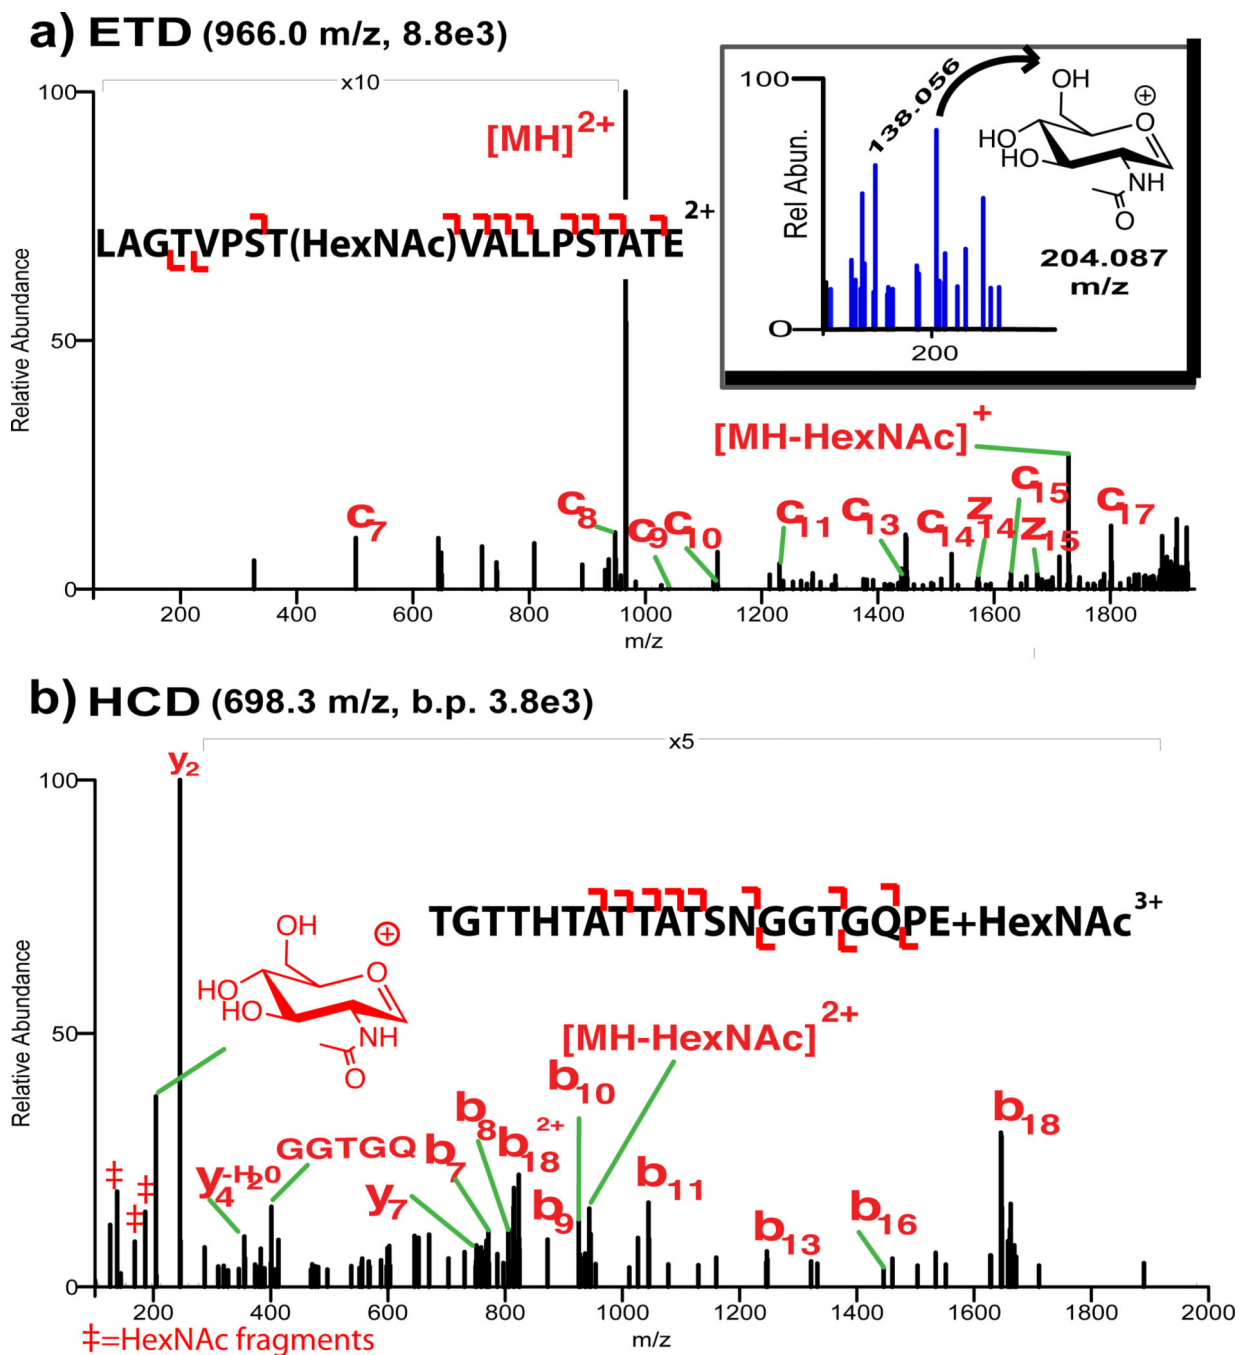 a) ETD (966.0 m/z, 8.8e3)
x10
100
[MH]2+
LAGTVPST(HexNAc)VALLPSTATE2+
50
0
Relative Abundance
100
Rel Abun.
0
138.056
200
OH
HO
HO
O
⊕
NH
O
204.087
m/z
[MH-HexNAc]+
c7
c8
c9
c10
c11
c13
c14
z14
c15
z15
c17
200 400 600 800 1000 1200 1400 1600 1800
m/z
b) HCD (698.3 m/z, b.p. 3.8e3)
x5
y2
100
50
0
Relative Abundance
TGTTHTATTATSNGGTGQPE+HexNAc3+
OH
HO
HO
O
⊕
NH
O
[MH-HexNAc]2+
‡
‡
‡
y4-H20
GGTGQ
y7
b7
b8
b18 2+
b9
b10
b11
b13
b16
b18
200 400 600 800 1000 1200 1400 1600 1800 2000
m/z
‡=HexNAc fragments